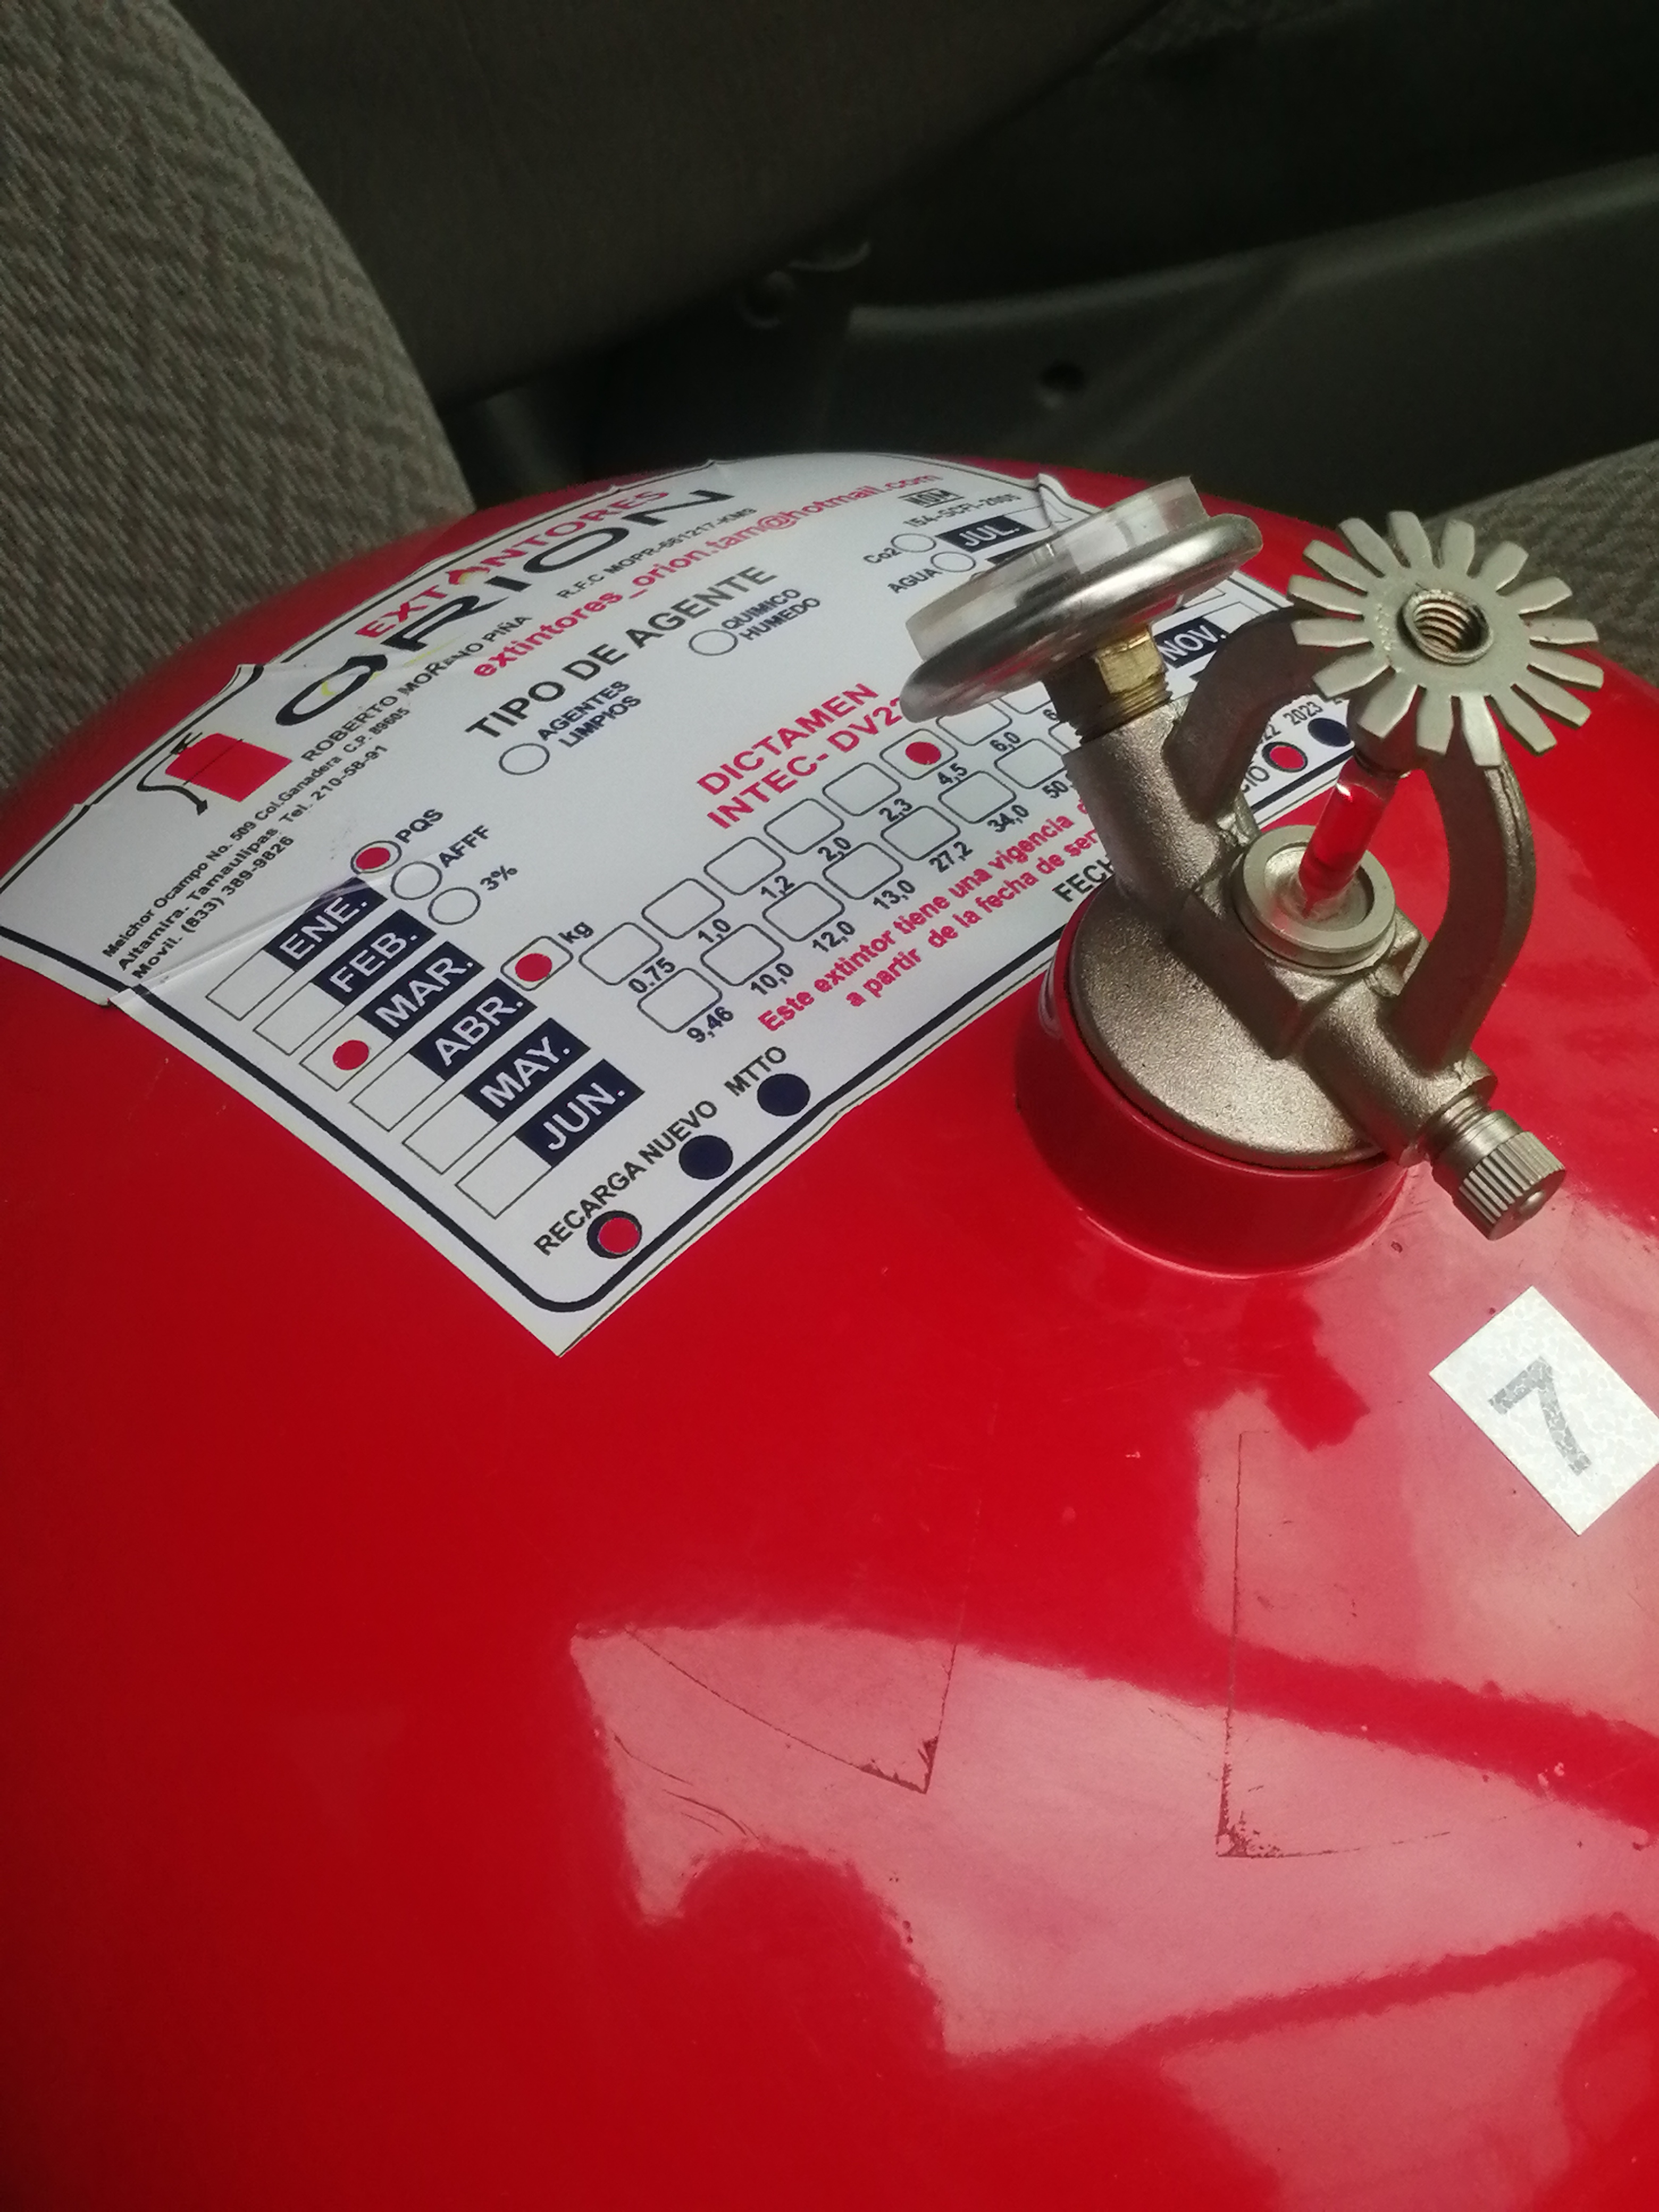 EXTINTORES
ORION
ROBERTO MORENO PIÑA
R.F.C MOPR-661217-KM9
Melchor Ocampo No. 509 Col.Ganadera C.P. 89605
Altamira. Tamaulipas Tel. 210-58-91
Movil. (833) 389-9826
extintores_orion.tam@hotmail.com
NOM
154-SCFI-2005
TIPO DE AGENTE
PQS
AFFF
3%
AGENTES
LIMPIOS
QUIMICO
HUMEDO
Co2
AGUA
ENE.
FEB.
MAR.
ABR.
MAY.
JUN.
JUL.
NOV.
DICTAMEN
INTEC- DV
kg
0.75 1,0 1,2 2,0 2,3 4,5 6,0
9,46 10,0 12,0 13,0 27,2 34,0
Este extintor tiene una vigencia
a partir de la fecha de
RECARGA NUEVO MTTO
2023
7